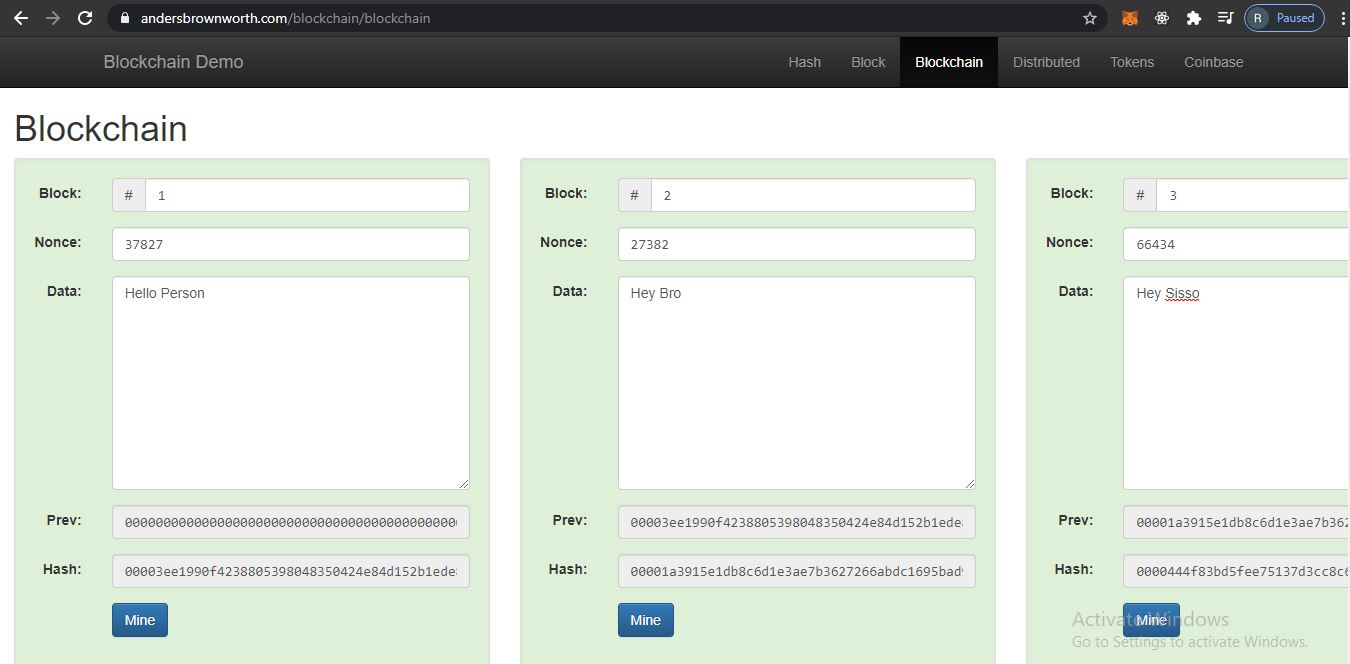 andersbrownworth.com/blockchain/blockchain
R Paused
Blockchain Demo Hash Block Blockchain Distributed Tokens Coinbase
Blockchain
Block: # 1
Nonce: 37827
Data: Hello Person
Prev:
Hash: 00003ee1990f4238805398048350424e84d152b1ede
Mine
Block: # 2
Nonce: 27382
Data: Hey Bro
Prev: 00003ee1990f4238805398048350424e84d152b1ede
Hash: 00001a3915e1db8c6d1e3ae7b3627266abdc1695bad
Mine
Block: # 3
Nonce: 66434
Data: Hey Sisso
Prev: 00001a3915e1db8c6d1e3ae7b362
Hash: 0000444f83bd5fee75137d3cc8c6
Mine
Activate Windows
Go to Settings to activate Windows.